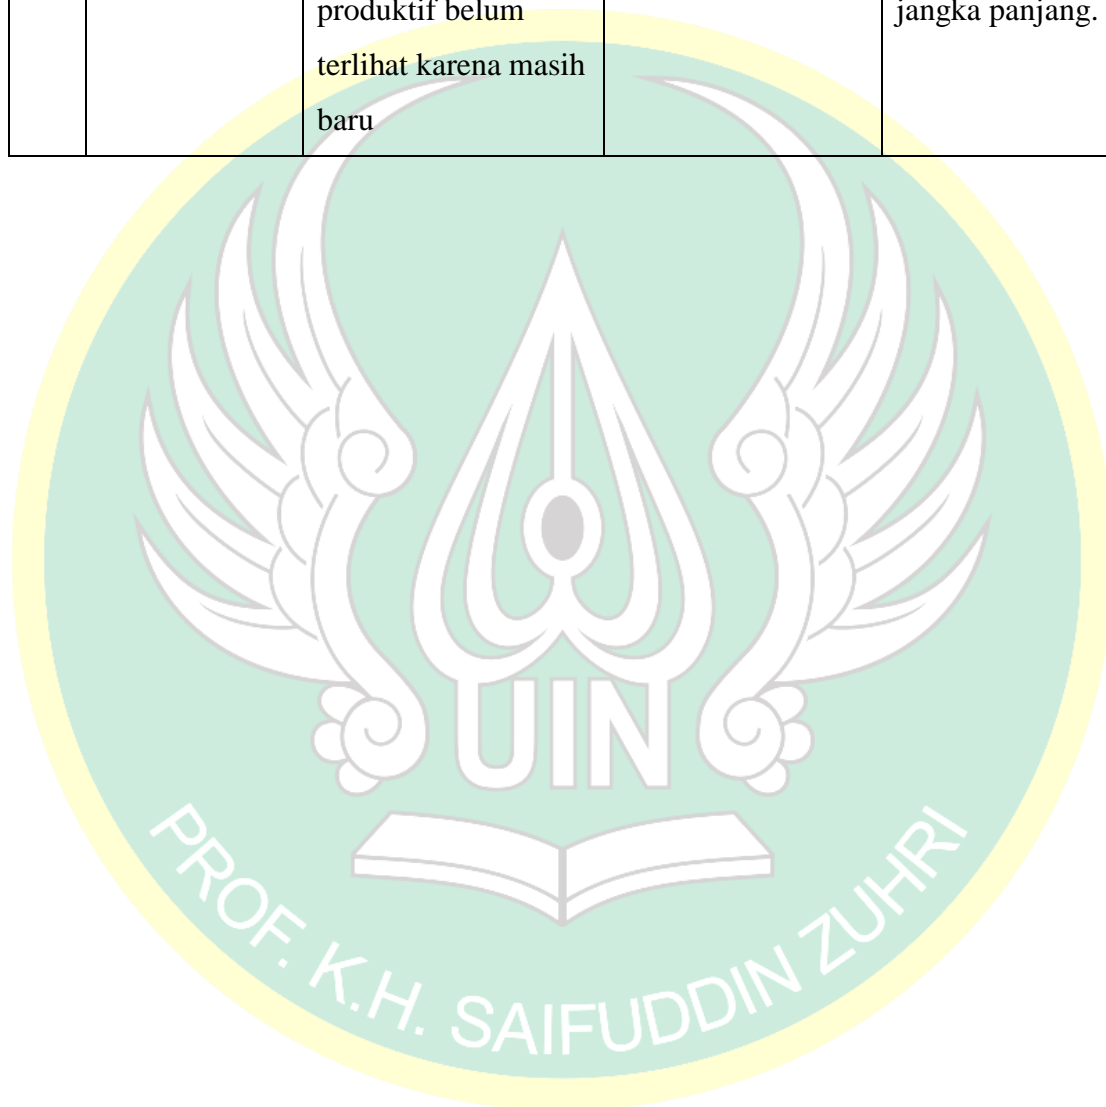 produktif belum
terlihat karena masih
baru
jangka panjang.
UIN
PROF. K.H. SAIFUDDIN ZUHRI